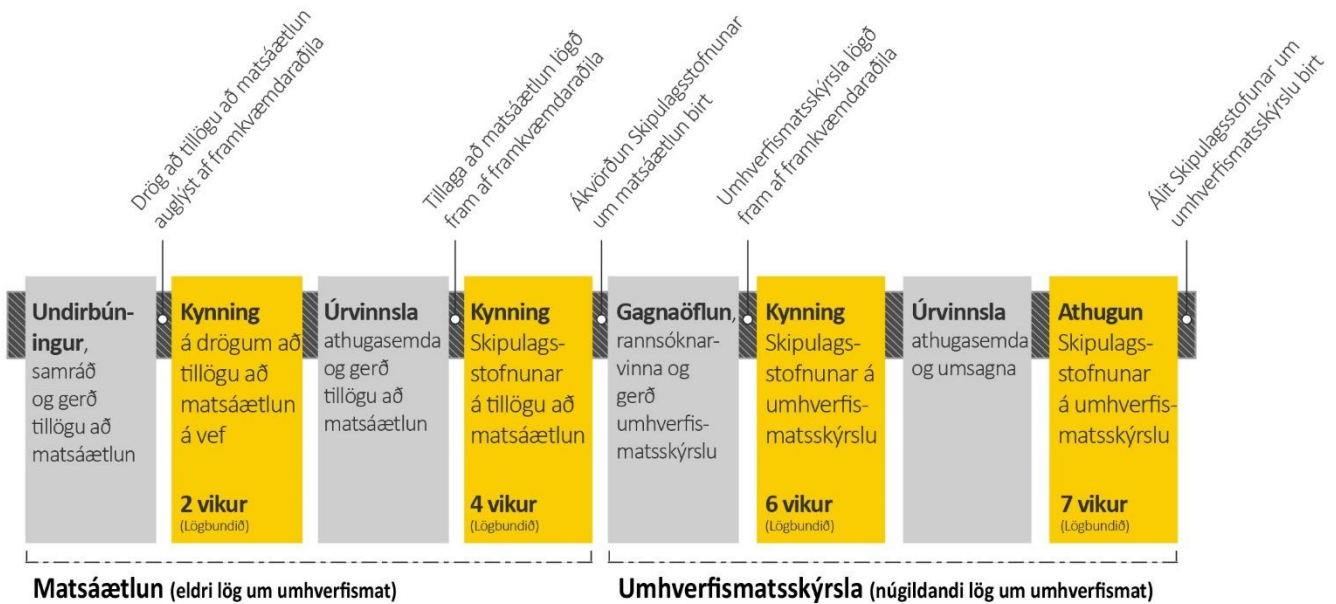 Drög að tillögu að matsáætlun
auglýst af framkvæmdaraðila
Tillaga að matsáætlun lögð
fram af framkvæmdaraðila
Ákvörðun Skipulagsstofnunar
um matsáætlun birt
Umhverfismatsskýrsla lögð
fram af framkvæmdaraðila
Álit Skipulagsstofunar um
umhverfismatsskýrslu birt
Undirbún-
ingur,
samráð
og gerð
tillögu að
matsáætlun
Kynning
á drögum að
tillögu að
matsáætlun
á vef
2 vikur
(Lögbundið)
Úrvinnsla
athugasemda
og gerð
tillögu að
matsáætlun
Kynning
Skipulags-
stofnunar
á tillögu að
matsáætlun
4 vikur
(Lögbundið)
Gagnaöflun,
rannsóknar-
vinna og
gerð
umhverfis-
matsskýrslu
Kynning
Skipulags-
stofnunar á
umhverfis-
matsskýrslu
6 vikur
(Lögbundið)
Úrvinnsla
athugasemda
og umsagna
Athugun
Skipulags-
stofnunar
á umhverfis-
matsskýrslu
7 vikur
(Lögbundið)
Matsáætlun (eldri lög um umhverfismat)
Umhverfismatsskýrsla (núgildandi lög um umhverfismat)